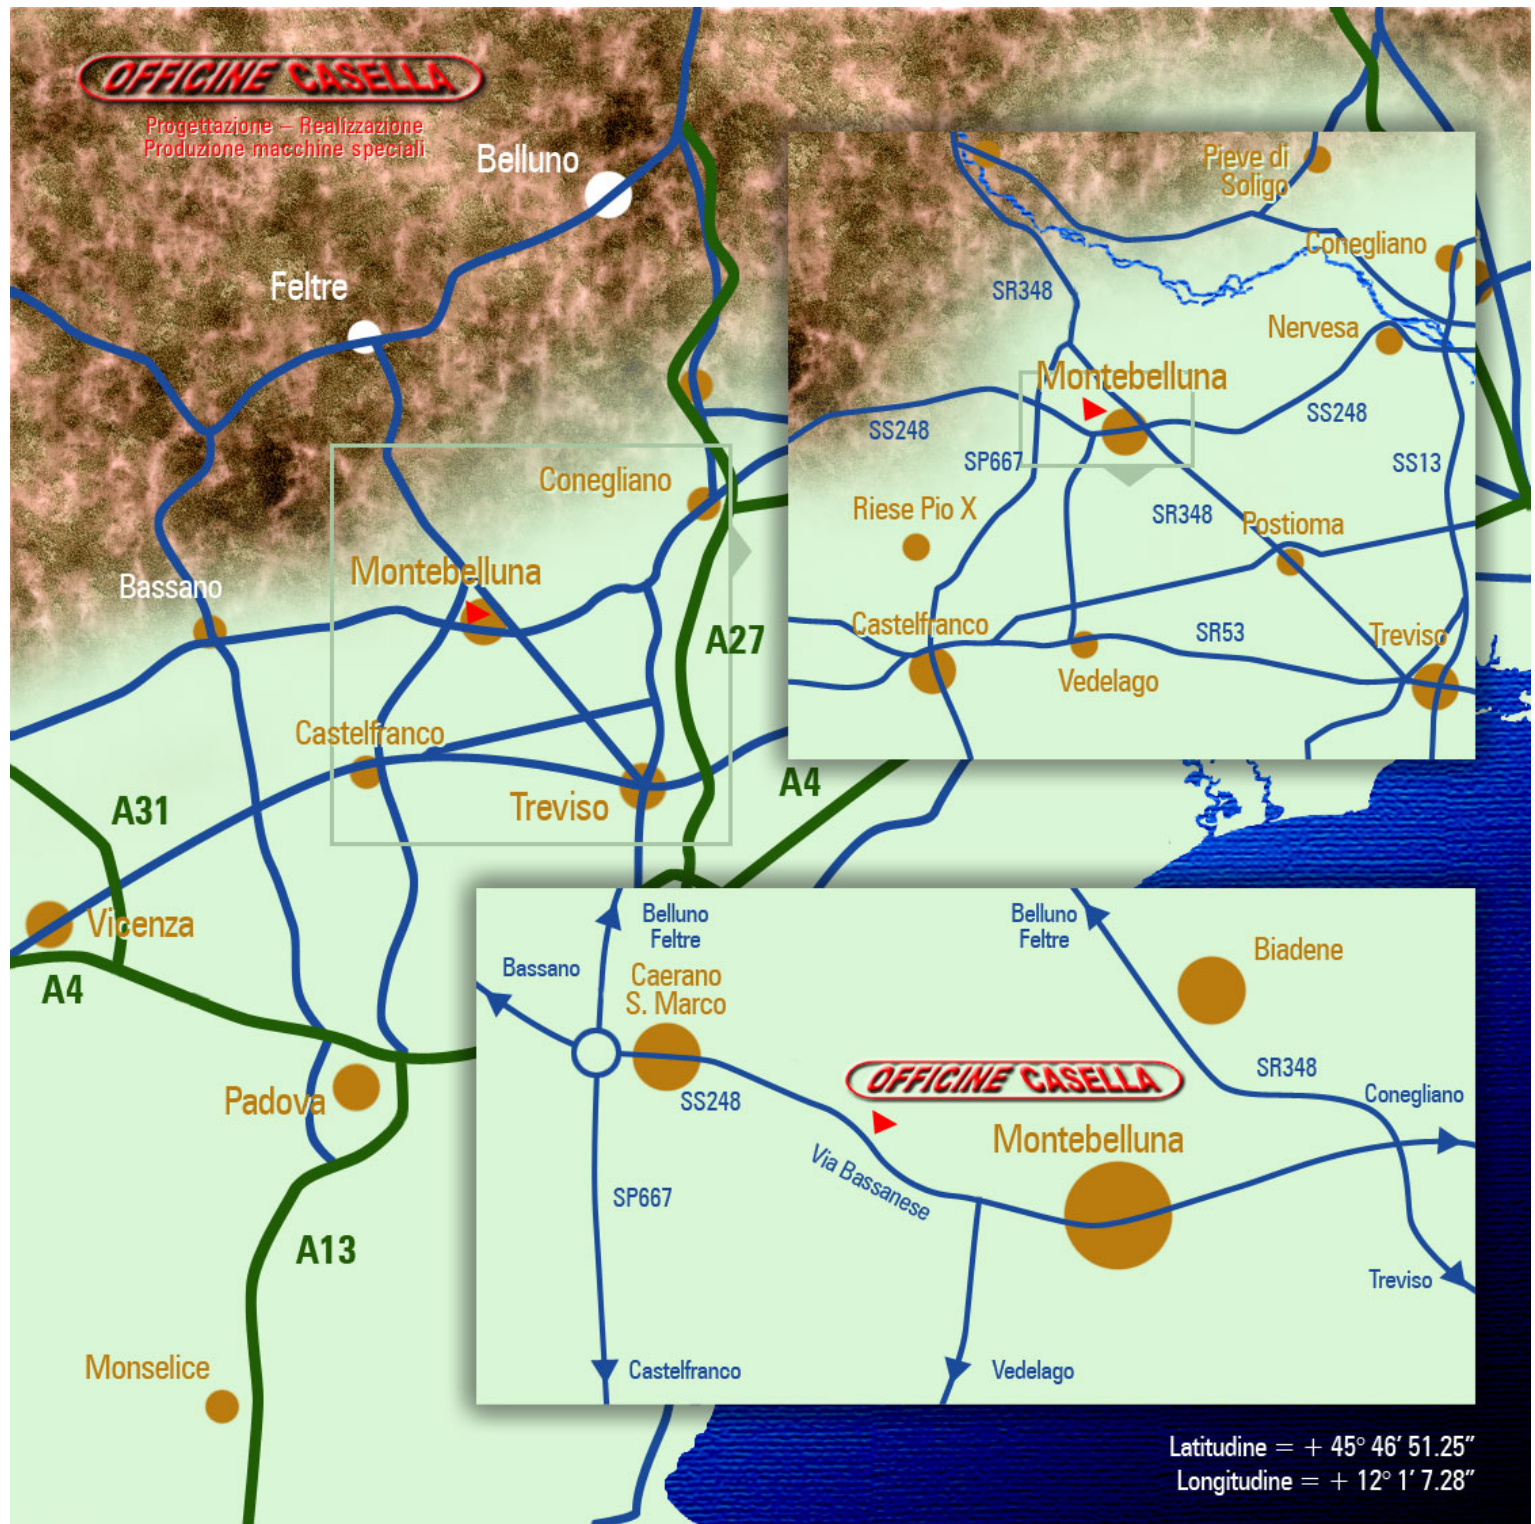 OFFICINE CASELLA
Progettazione – Realizzazione
Produzione macchine speciali
Belluno
Feltre
Conegliano
Montebelluna
Bassano
A27
Castelfranco
Treviso
A31
A4
Vicenza
A4
Padova
A13
Monselice
Pieve di
Soligo
Conegliano
SR348
Nervesa
Montebelluna
SS248
SS248
SP667
SS13
Riese Pio X
SR348
Postioma
Castelfranco
SR53
Treviso
Vedelago
Belluno
Feltre
Belluno
Feltre
Biadene
Bassano
Caerano
S. Marco
OFFICINE CASELLA
SR348
SS248
Conegliano
Montebelluna
Via Bassanese
SP667
Treviso
Castelfranco
Vedelago
Latitudine = + 45° 46′ 51.25″
Longitudine = + 12° 1′ 7.28″